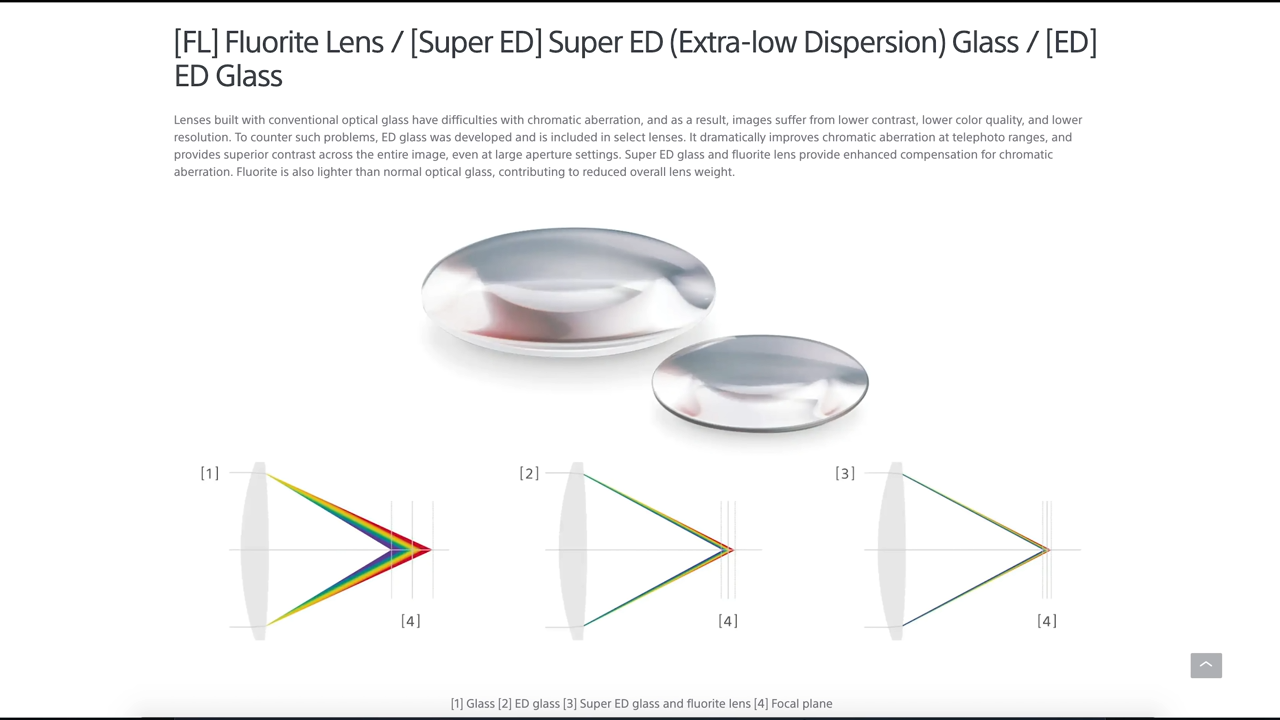 [FL] Fluorite Lens / [Super ED] Super ED (Extra-low Dispersion) Glass / [ED]
ED Glass
Lenses built with conventional optical glass have difficulties with chromatic aberration, and as a result, images suffer from lower contrast, lower color quality, and lower
resolution. To counter such problems, ED glass was developed and is included in select lenses. It dramatically improves chromatic aberration at telephoto ranges, and
provides superior contrast across the entire image, even at large aperture settings. Super ED glass and fluorite lens provide enhanced compensation for chromatic
aberration. Fluorite is also lighter than normal optical glass, contributing to reduced overall lens weight.
[1]
[2]
[3]
[4]
[4]
[4]
[1] Glass [2] ED glass [3] Super ED glass and fluorite lens [4] Focal plane